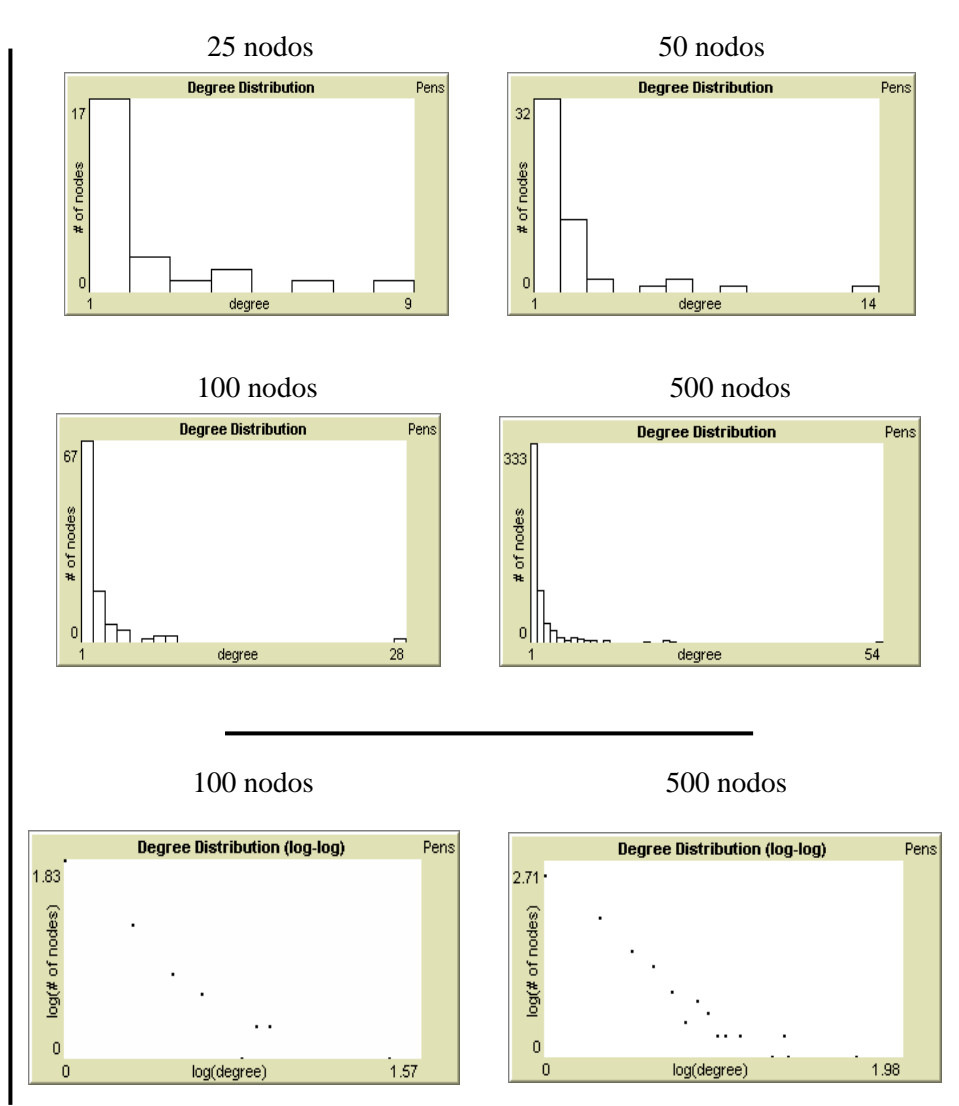 25 nodos
50 nodos
Degree Distribution
Pens
17
# of nodes
0
1
degree
9
Degree Distribution
Pens
32
# of nodes
0
1
degree
14
100 nodos
500 nodos
Degree Distribution
Pens
67
# of nodes
0
1
degree
28
Degree Distribution
Pens
333
# of nodes
0
1
degree
54
100 nodos
500 nodos
Degree Distribution (log-log)
Pens
1.83
log(# of nodes)
0
0
log(degree)
1.57
Degree Distribution (log-log)
Pens
2.71
log(# of nodes)
0
0
log(degree)
1.98